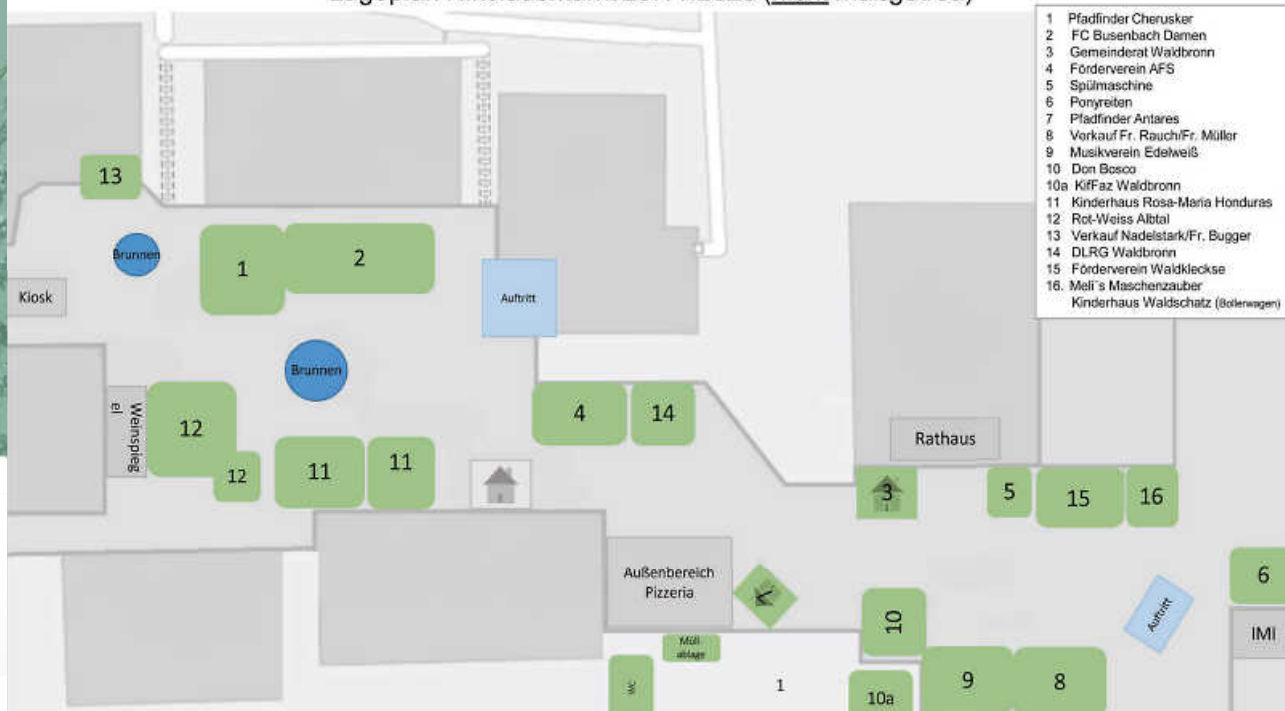 1 Pfadfinder Cherusker
2 FC Busenbach Damen
3 Gemeinderat Waldbronn
4 Förderverein AFS
5 Spülmaschine
6 Ponyreiten
7 Pfadfinder Antares
8 Verkauf Fr. Rauch/Fr. Müller
9 Musikverein Edelweiß
10 Don Bosco
10a KifFaz Waldbronn
11 Kinderhaus Rosa-Maria Honduras
12 Rot-Weiss Albtal
13 Verkauf Nadelstark/Fr. Bugger
14 DLRG Waldbronn
15 Förderverein Waldkleckse
16. Meli`s Maschenzauber
Kinderhaus Waldschatz (Bollerwagen)
13
Brunnen
1
2
Kiosk
Auftritt
Brunnen
Weinspieg
el
12
12
11
11
4
14
Rathaus
3
5
15
16
Außenbereich
Pizzeria
6
10
Auftritt
IMI
Müll-
ablage
WC
1
10a
9
8